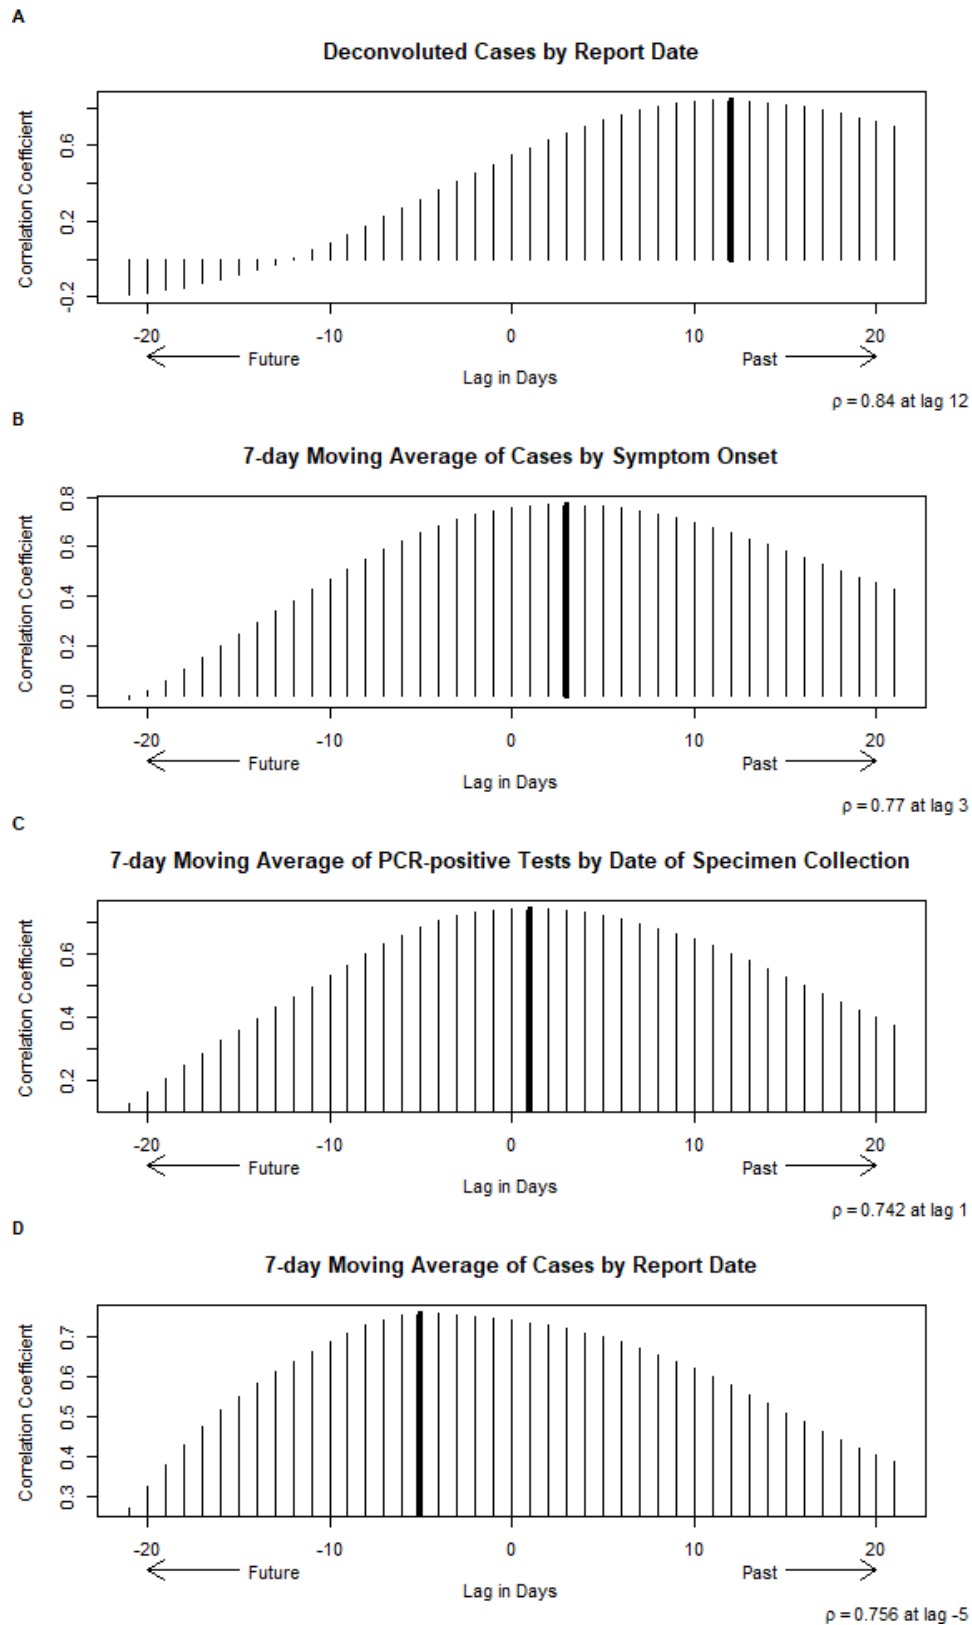 A
Deconvoluted Cases by Report Date
Correlation Coefficient
0.6
0.2
-0.2
-20 -10 0 10 20
Future Past
Lag in Days
ρ = 0.84 at lag 12
B
7-day Moving Average of Cases by Symptom Onset
Correlation Coefficient
0.8
0.6
0.4
0.2
0.0
-20 -10 0 10 20
Future Past
Lag in Days
ρ = 0.77 at lag 3
C
7-day Moving Average of PCR-positive Tests by Date of Specimen Collection
Correlation Coefficient
0.6
0.4
0.2
-20 -10 0 10 20
Future Past
Lag in Days
ρ = 0.742 at lag 1
D
7-day Moving Average of Cases by Report Date
Correlation Coefficient
0.7
0.6
0.5
0.4
0.3
-20 -10 0 10 20
Future Past
Lag in Days
ρ = 0.756 at lag -5